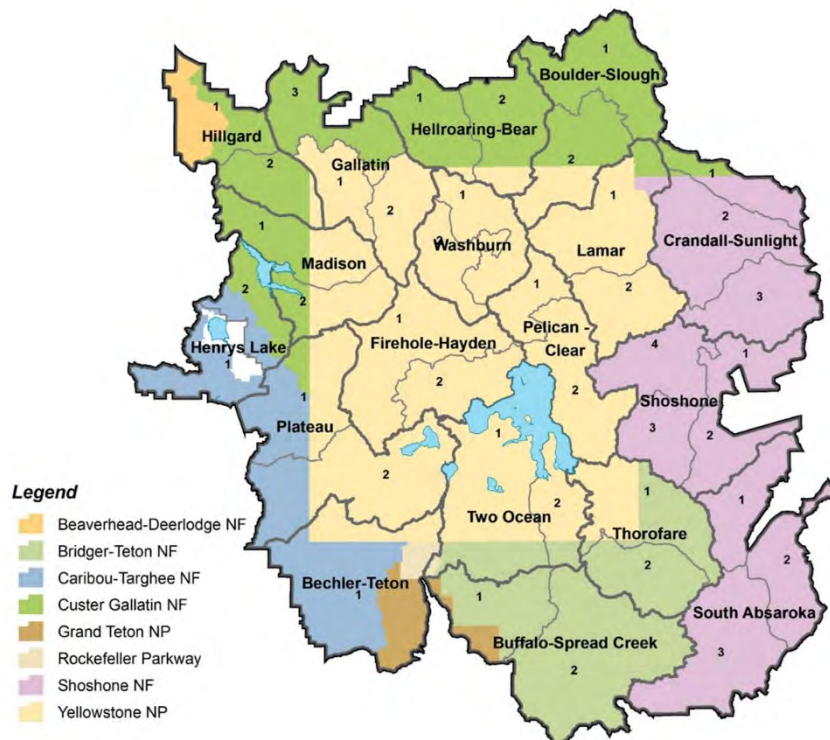 1
Boulder-Slough
3
1
2
1
Hellroaring-Bear
Hillgard
2
Gallatin
2
1
1
1
1
2
2
2
1
Washburn
Lamar
Crandall-Sunlight
Madison
1
2
2
2
3
1
Pelican -
Firehole-Hayden
4
1
Henrys Lake
Clear
1
2
Shoshone
1
2
Plateau
1
3
2
2
1
1
2
Two Ocean
Thorofare
Legend
Beaverhead-Deerlodge NF
Bridger-Teton NF
Caribou-Targhee NF
Custer Gallatin NF
Grand Teton NP
Rockefeller Parkway
Shoshone NF
Yellowstone NP
Bechler-Teton
2
2
1
1
South Absaroka
Buffalo-Spread Creek
3
2